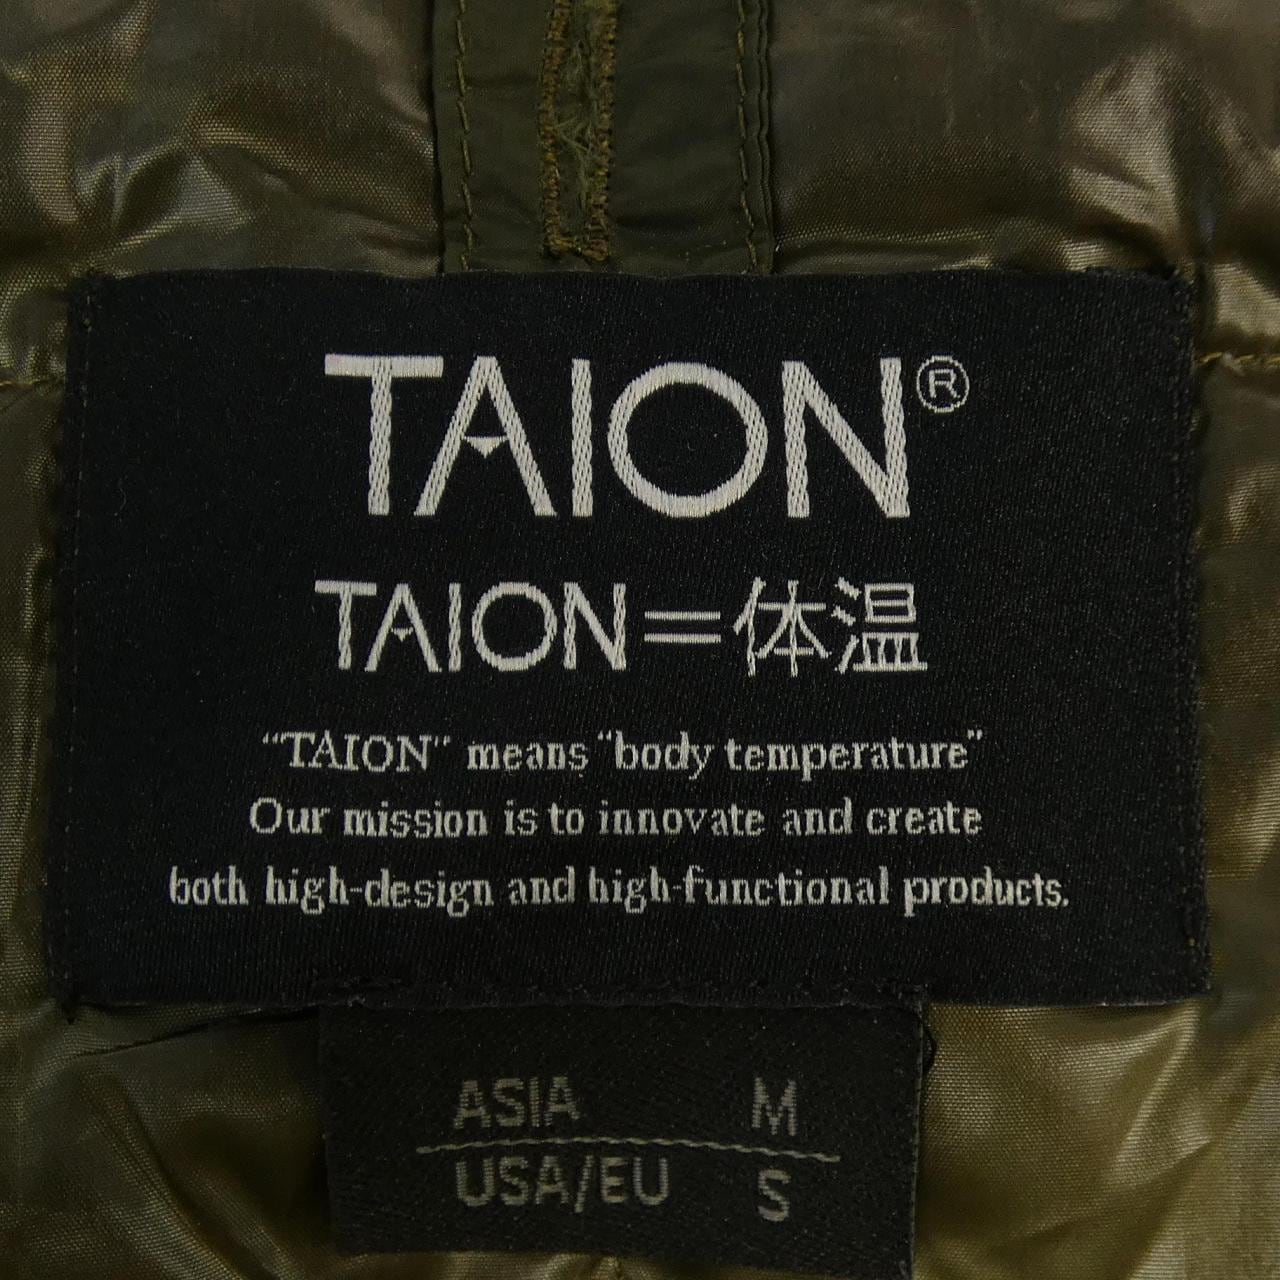 TAION®
TAION=体温
“TAION“ means “body temperature”
Our mission is to innovate and create
both high-design and high-functional products.
ASIA M
USA/EU S